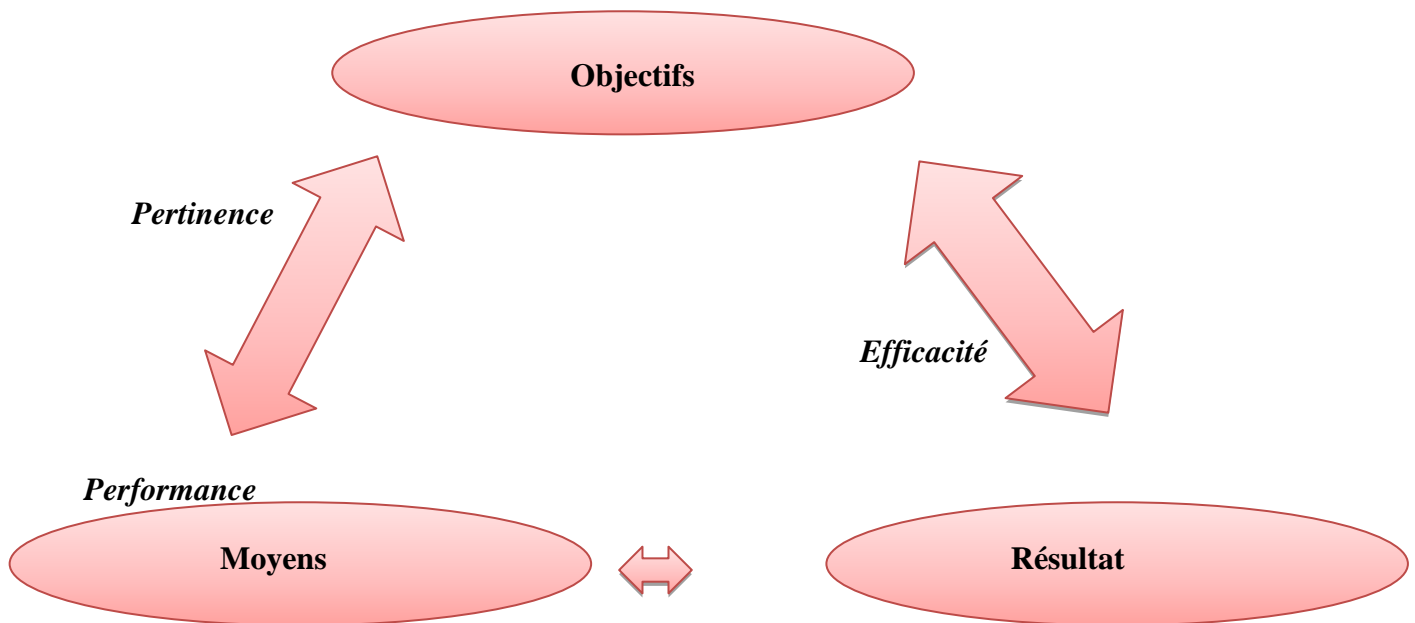 Objectifs
Pertinence
Efficacité
Performance
Moyens
Résultat